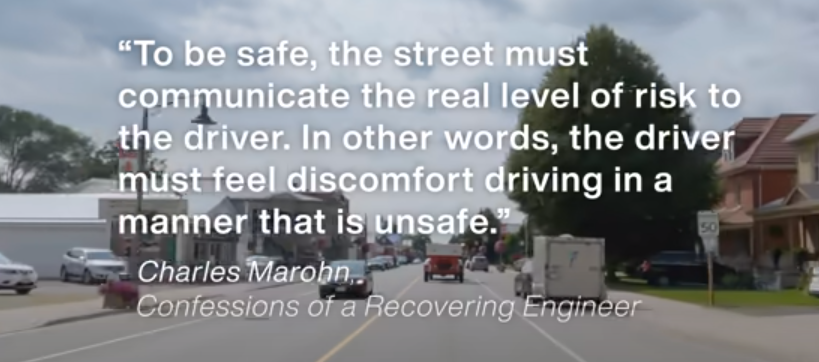 “To be safe, the street must
communicate the real level of risk to
the driver. In other words, the driver
must feel discomfort driving in a
manner that is unsafe.”
- Charles Marohn
Confessions of a Recovering Engineer
50